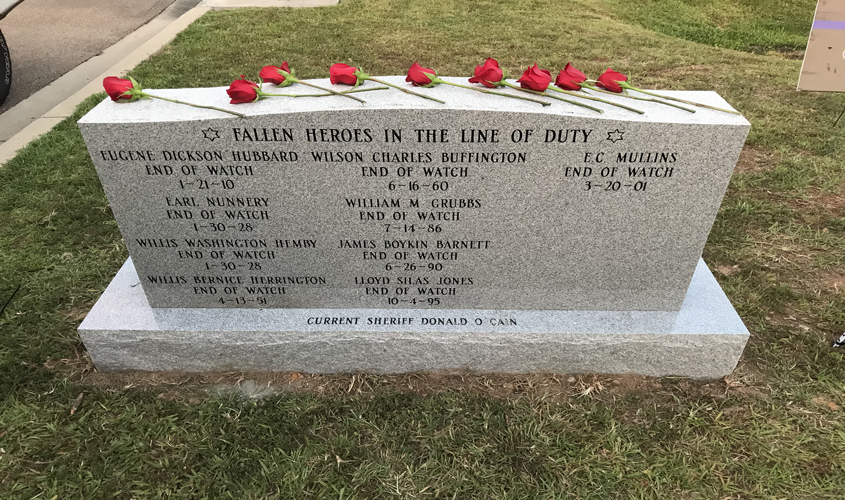 FALLEN HEROES IN THE LINE OF DUTY
EUGENE DICKSON HUBBARD
END OF WATCH
1-21-10
EARL NUNNERY
END OF WATCH
1-30-28
WILLIS WASHINGTON HEMBY
END OF WATCH
1-30-28
WILLIS BERNICE HERRINGTON
END OF WATCH
4-13-51
WILSON CHARLES BUFFINGTON
END OF WATCH
6-16-60
WILLIAM M GRUBBS
END OF WATCH
7-14-86
JAMES BOYKIN BARNETT
END OF WATCH
6-26-90
LLOYD SILAS JONES
END OF WATCH
10-4-95
E.C MULLINS
END OF WATCH
3-20-01
CURRENT SHERIFF DONALD O'CAIN